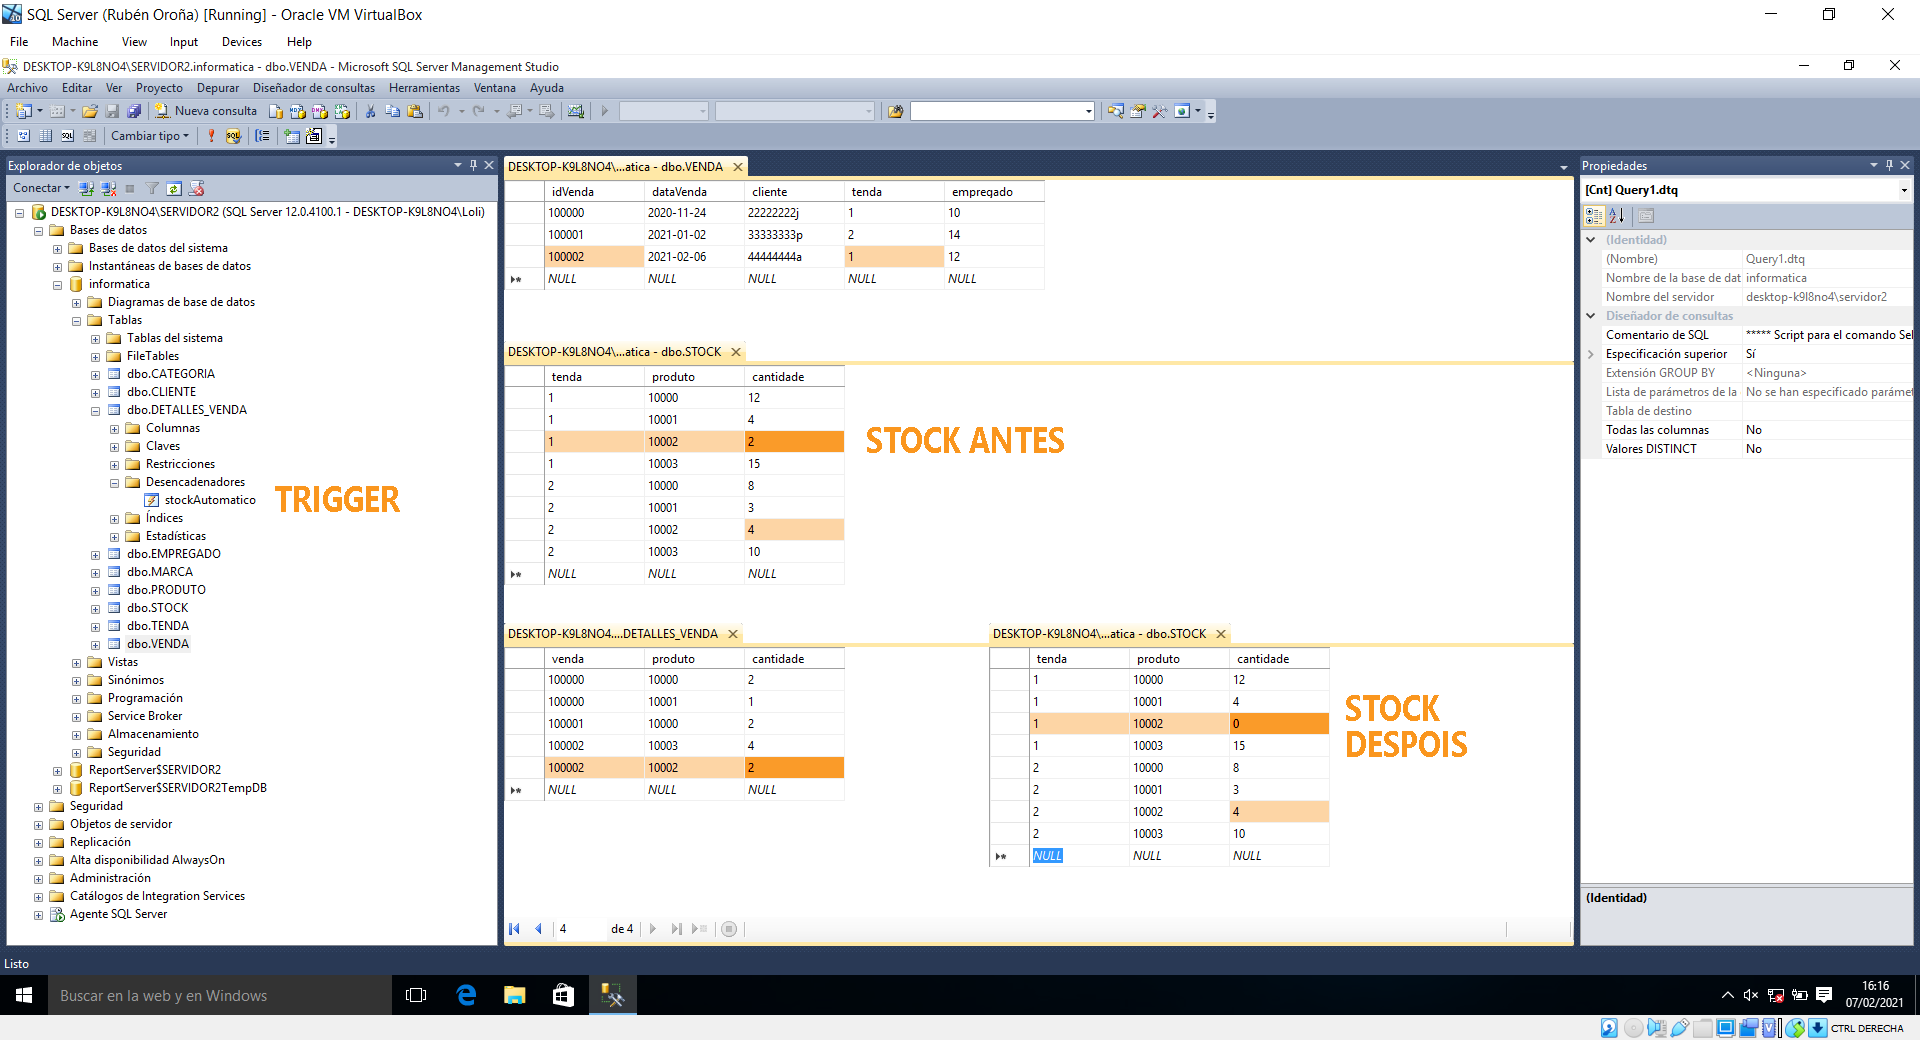 SQL Server (Rubén Oroña) [Running] - Oracle VM VirtualBox
File Machine View Input Devices Help
DESKTOP-K9L8NO4\SERVIDOR2.informatica - dbo.VENDA - Microsoft SQL Server Management Studio
Archivo Editar Ver Proyecto Depurar Diseñador de consultas Herramientas Ventana Ayuda
Nueva consulta
Cambiar tipo
Explorador de objetos
Conectar
DESKTOP-K9L8NO4\SERVIDOR2 (SQL Server 12.0.4100.1 - DESKTOP-K9L8NO4\Loli)
Bases de datos
Bases de datos del sistema
Instantáneas de bases de datos
informatica
Diagramas de base de datos
Tablas
Tablas del sistema
FileTables
dbo.CATEGORIA
dbo.CLIENTE
dbo.DETALLES_VENDA
Columnas
Claves
Restricciones
Desencadenadores
stockAutomatico
TRIGGER
Índices
Estadísticas
dbo.EMPREGADO
dbo.MARCA
dbo.PRODUTO
dbo.STOCK
dbo.TENDA
dbo.VENDA
Vistas
Sinónimos
Programación
Service Broker
Almacenamiento
Seguridad
ReportServer$SERVIDOR2
ReportServer$SERVIDOR2TempDB
Seguridad
Objetos de servidor
Replicación
Alta disponibilidad AlwaysOn
Administración
Catálogos de Integration Services
Agente SQL Server
DESKTOP-K9L8NO4\...atica - dbo.VENDA
idVenda dataVenda cliente tenda empregado
100000 2020-11-24 22222222j 1 10
100001 2021-01-02 33333333p 2 14
100002 2021-02-06 44444444a 1 12
NULL NULL NULL NULL NULL
DESKTOP-K9L8NO4\...atica - dbo.STOCK
tenda produto cantidade
1 10000 12
1 10001 4
1 10002 2
1 10003 15
2 10000 8
2 10001 3
2 10002 4
2 10003 10
NULL NULL NULL
STOCK ANTES
DESKTOP-K9L8NO4....DETALLES_VENDA
venda produto cantidade
100000 10000 2
100000 10001 1
100001 10000 2
100002 10003 4
100002 10002 2
NULL NULL NULL
DESKTOP-K9L8NO4\...atica - dbo.STOCK
tenda produto cantidade
1 10000 12
1 10001 4
1 10002 0
1 10003 15
2 10000 8
2 10001 3
2 10002 4
2 10003 10
NULL NULL NULL
STOCK
DESPOIS
4 de 4
Propiedades
[Cnt] Query1.dtq
(Identidad)
(Nombre) Query1.dtq
Nombre de la base de dat informatica
Nombre del servidor desktop-k9l8no4\servidor2
Diseñador de consultas
Comentario de SQL ***** Script para el comando Sel
Especificación superior Sí
Extensión GROUP BY <Ninguna>
Lista de parámetros de la No se han especificado parámet
Tabla de destino
Todas las columnas No
Valores DISTINCT No
(Identidad)
Listo
Buscar en la web y en Windows
16:16
07/02/2021
CTRL DERECHA